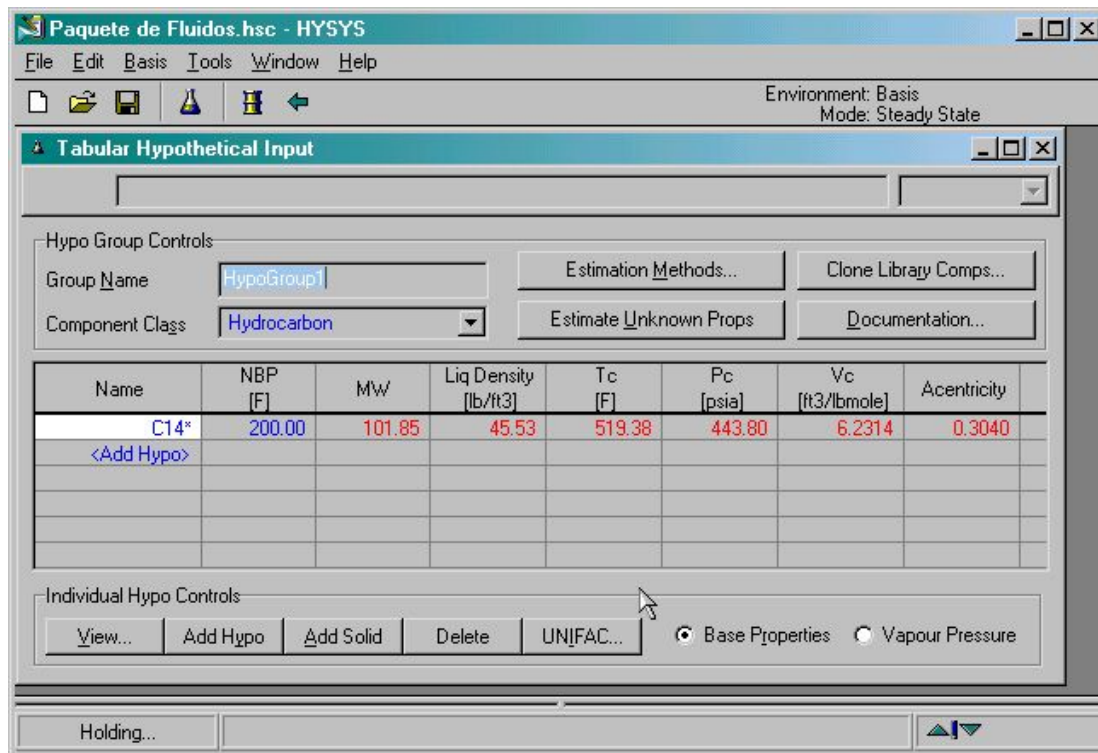 Paquete de Fluidos.hsc - HYSYS
File Edit Basis Tools Window Help
Environment: Basis
Mode: Steady State
Tabular Hypothetical Input
Hypo Group Controls
Group Name HypoGroup1 Estimation Methods... Clone Library Comps...
Component Class Hydrocarbon Estimate Unknown Props Documentation...
Name NBP [F] MW Liq Density [lb/ft3] Tc [F] Pc [psia] Vc [ft3/lbmole] Acentricity
C14* 200.00 101.85 45.53 519.38 443.80 6.2314 0.3040
<Add Hypo>
Individual Hypo Controls
View... Add Hypo Add Solid Delete UNIFAC... Base Properties Vapour Pressure
Holding...